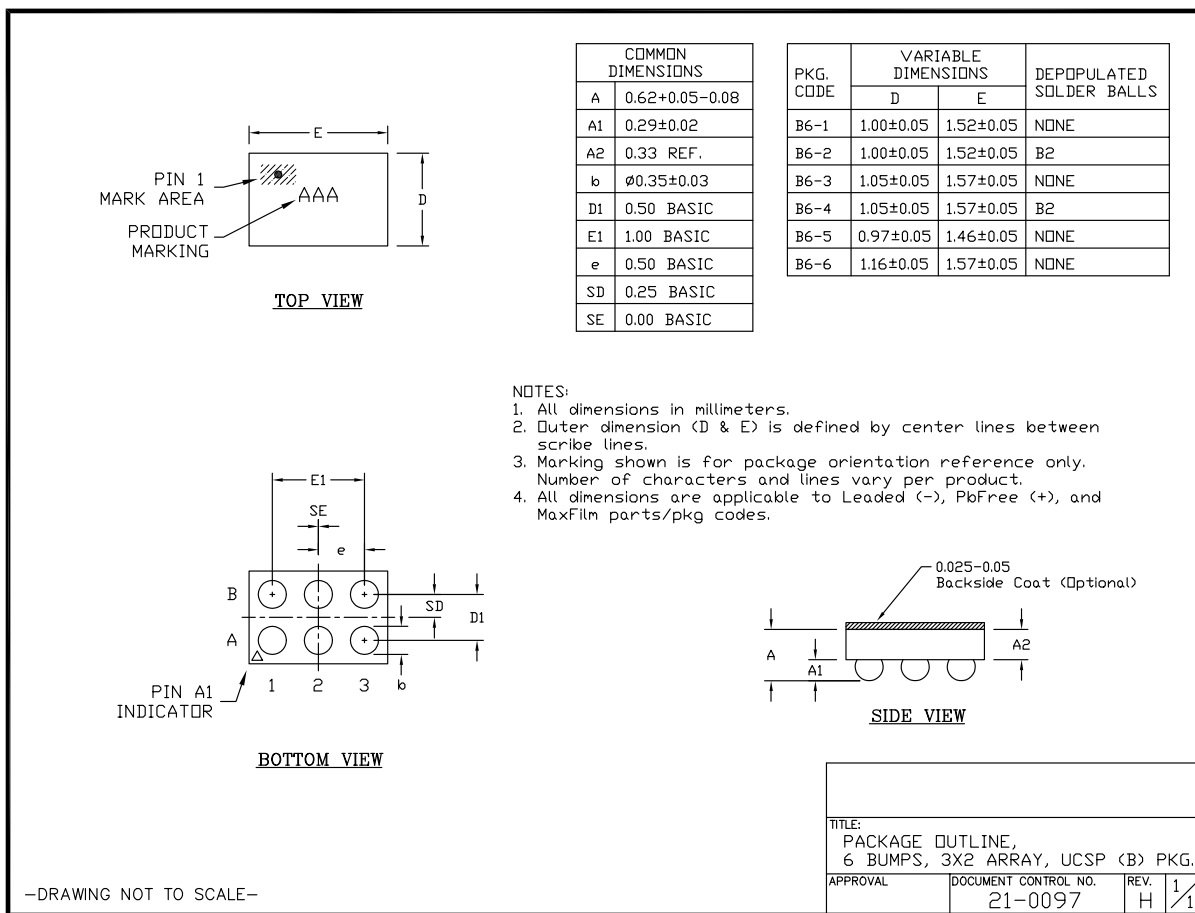 COMMON
DIMENSIONS
A 0.62+0.05-0.08
A1 0.29±0.02
A2 0.33 REF.
b ø0.35±0.03
D1 0.50 BASIC
E1 1.00 BASIC
e 0.50 BASIC
SD 0.25 BASIC
SE 0.00 BASIC
PKG.
CODE
VARIABLE
DIMENSIONS
D E
DEPOPULATED
SOLDER BALLS
B6-1 1.00±0.05 1.52±0.05 NONE
B6-2 1.00±0.05 1.52±0.05 B2
B6-3 1.05±0.05 1.57±0.05 NONE
B6-4 1.05±0.05 1.57±0.05 B2
B6-5 0.97±0.05 1.46±0.05 NONE
B6-6 1.16±0.05 1.57±0.05 NONE
E
D
PIN 1
MARK AREA
AAA
PRODUCT
MARKING
TOP VIEW
NOTES:
1. All dimensions in millimeters.
2. Outer dimension (D & E) is defined by center lines between
scribe lines.
3. Marking shown is for package orientation reference only.
Number of characters and lines vary per product.
4. All dimensions are applicable to Leaded (-), PbFree (+), and
MaxFilm parts/pkg codes.
E1
SE
e
B
SD
D1
A
1 2 3 b
PIN A1
INDICATOR
BOTTOM VIEW
0.025-0.05
Backside Coat (Optional)
A
A1
A2
SIDE VIEW
TITLE:
PACKAGE OUTLINE,
6 BUMPS, 3X2 ARRAY, UCSP (B) PKG.
APPROVAL
DOCUMENT CONTROL NO.
21-0097
REV.
H
1/1
-DRAWING NOT TO SCALE-